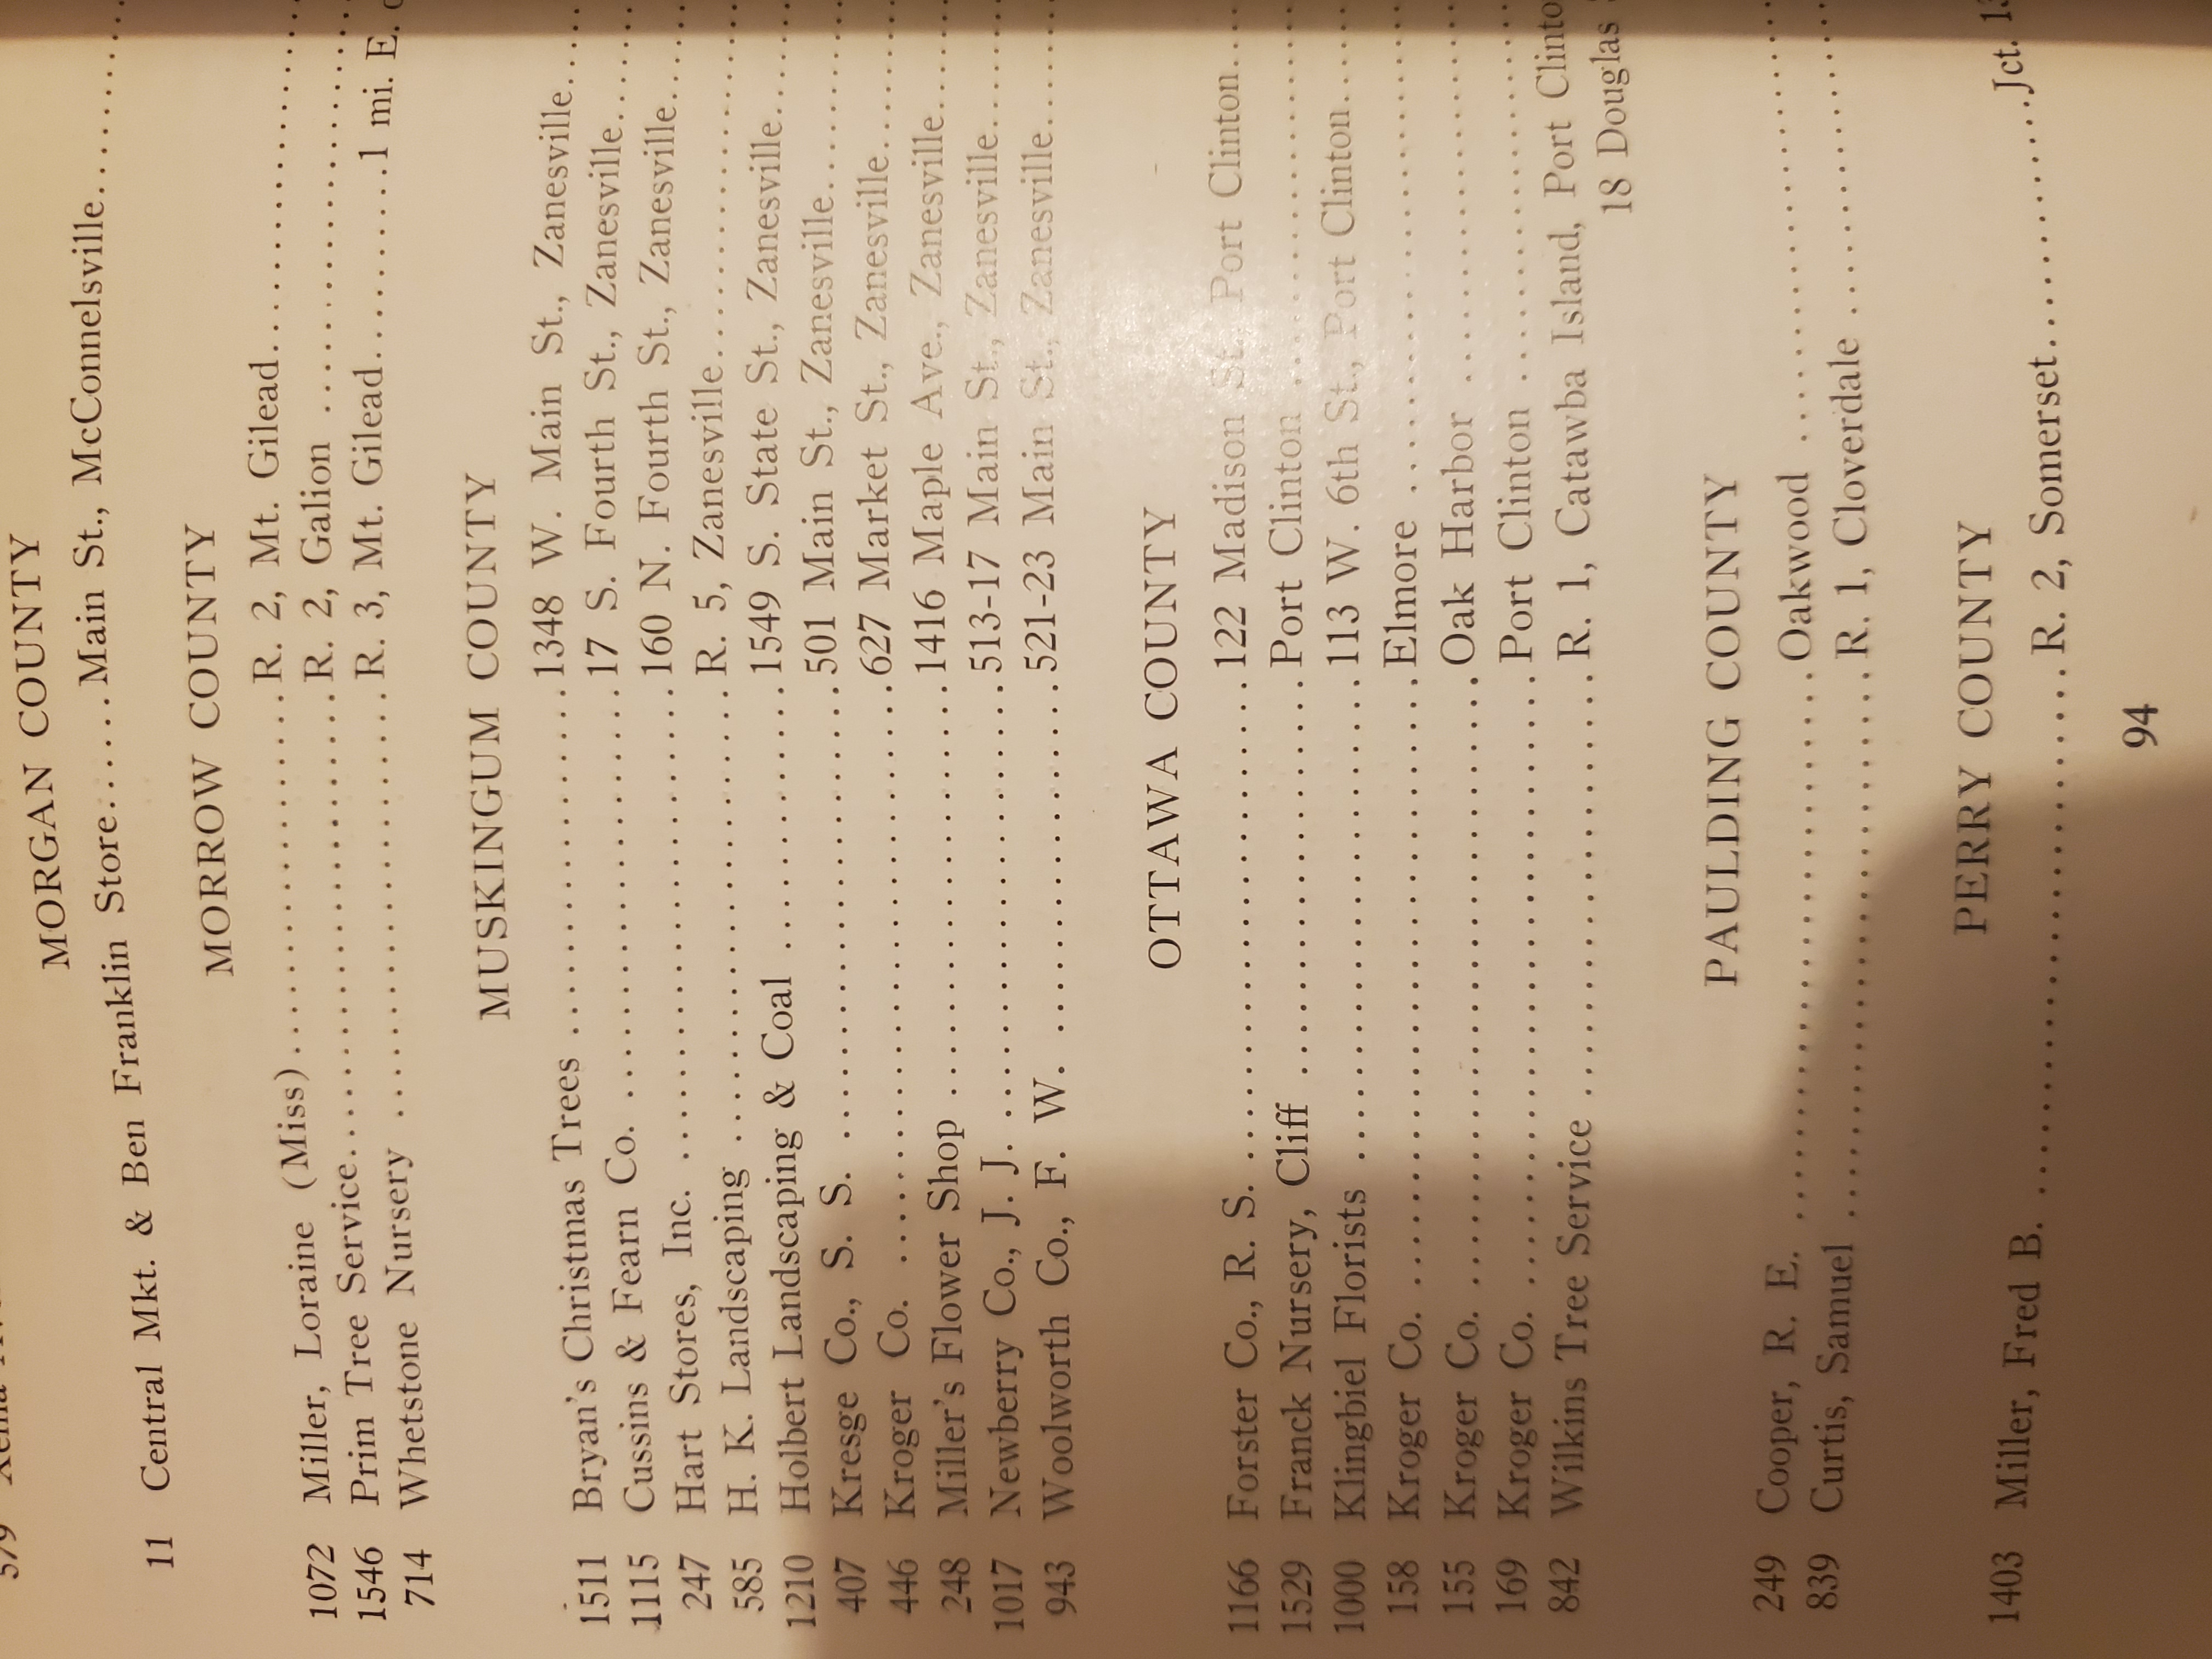 579 Xenia
MORGAN COUNTY
11 Central Mkt. & Ben Franklin Store......Main St., McConnelsville........
MORROW COUNTY
1072 Miller, Loraine (Miss)........................R. 2, Mt. Gilead....................
1546 Prim Tree Service..........................R. 2, Galion ....................
714 Whetstone Nursery ........................R. 3, Mt. Gilead............1 mi. E.
MUSKINGUM COUNTY
1511 Bryan's Christmas Trees ....................1348 W. Main St., Zanesville....
1115 Cussins & Fearn Co. ........................17 S. Fourth St., Zanesville......
247 Hart Stores, Inc. ............................160 N. Fourth St., Zanesville.....
585 H. K. Landscaping ..........................R. 5, Zanesville....................
1210 Holbert Landscaping & Coal ................1549 S. State St., Zanesville......
407 Kresge Co., S. S. ............................501 Main St., Zanesville..........
446 Kroger Co. ..................................627 Market St., Zanesville........
248 Miller's Flower Shop ........................1416 Maple Ave., Zanesville......
1017 Newberry Co., J. J. ..........................513-17 Main St., Zanesville.......
943 Woolworth Co., F. W. ......................521-23 Main St., Zanesville.......
OTTAWA COUNTY
1166 Forster Co., R. S. ............................122 Madison St., Port Clinton....
1529 Franck Nursery, Cliff ........................Port Clinton ....................
1000 Klingbiel Florists ............................113 W. 6th St., Port Clinton......
158 Kroger Co. ..................................Elmore ........................
155 Kroger Co. ..................................Oak Harbor ....................
169 Kroger Co. ..................................Port Clinton ....................
842 Wilkins Tree Service ........................R. 1, Catawba Island, Port Clinto
18 Douglas
PAULDING COUNTY
249 Cooper, R. E. ..............................Oakwood ........................
839 Curtis, Samuel ..............................R. 1, Cloverdale ................
PERRY COUNTY
1403 Miller, Fred B. ..............................R. 2, Somerset................Jct. 13
94